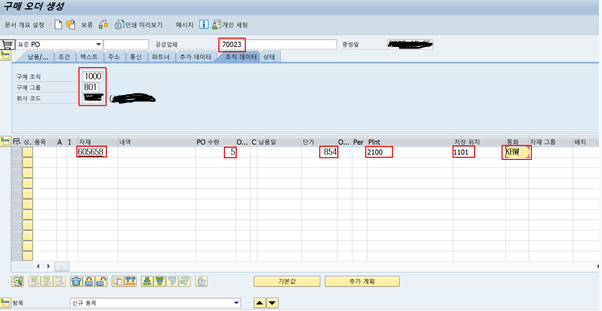 구매 오더 생성
문서 개요 설정 보류 인쇄 미리보기 메시지 개인 세팅
표준 PO 공급업체 70023 증빙일
납품/... 조건 텍스트 주소 통신 파트너 추가 데이터 조직 데이터 상태
구매 조직 1000
구매 그룹 B01
회사 코드
상. 품목 A I 자재 내역 PO 수량 O... C 납품일 단가 O... Per Plnt 저장 위치 통화 자재 그룹 배치
605658 5 854 2100 1101 KRW
기본값 추가 계획
항목 신규 품목